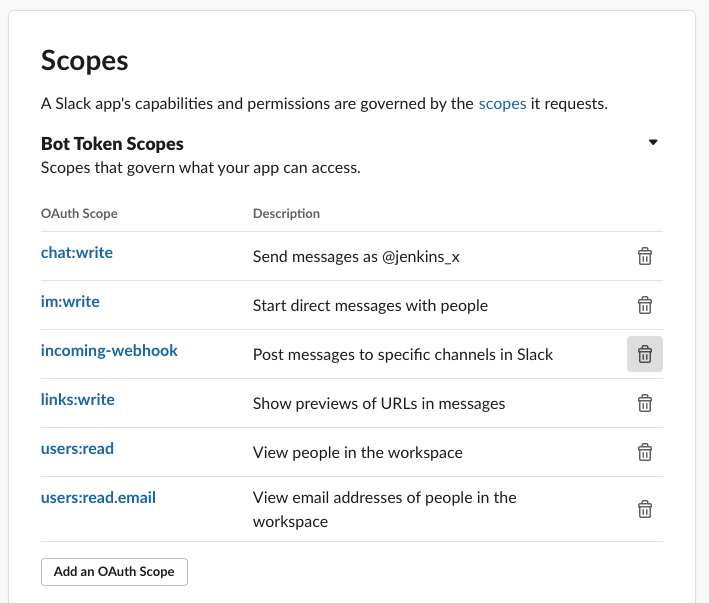 Scopes
A Slack app's capabilities and permissions are governed by the scopes it requests.
Bot Token Scopes
Scopes that govern what your app can access.
OAuth Scope Description
chat:write Send messages as @jenkins_x
im:write Start direct messages with people
incoming-webhook Post messages to specific channels in Slack
links:write Show previews of URLs in messages
users:read View people in the workspace
users:read.email View email addresses of people in the
workspace
Add an OAuth Scope